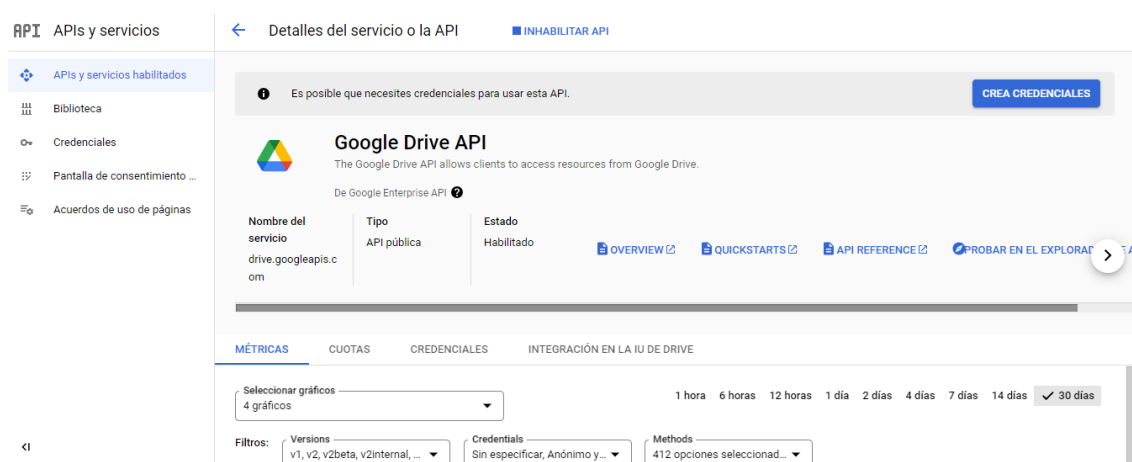 API APIs y servicios
Detalles del servicio o la API
INHABILITAR API
APIs y servicios habilitados
Biblioteca
Credenciales
Pantalla de consentimiento ...
Acuerdos de uso de páginas
Es posible que necesites credenciales para usar esta API.
CREA CREDENCIALES
Google Drive API
The Google Drive API allows clients to access resources from Google Drive.
De Google Enterprise API
Nombre del
servicio
drive.googleapis.c
om
Tipo
API pública
Estado
Habilitado
OVERVIEW
QUICKSTARTS
API REFERENCE
PROBAR EN EL EXPLORA
MÉTRICAS
CUOTAS
CREDENCIALES
INTEGRACIÓN EN LA IU DE DRIVE
Seleccionar gráficos
4 gráficos
1 hora 6 horas 12 horas 1 día 2 días 4 días 7 días 14 días 30 días
Filtros:
Versions
v1, v2, v2beta, v2internal, ...
Credentials
Sin especificar, Anónimo y...
Methods
412 opciones seleccionad...